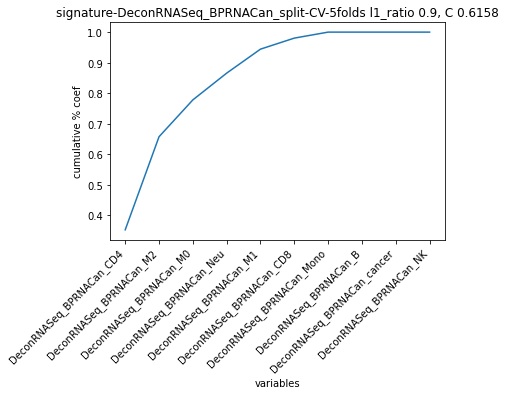 signature-DeconRNASeq_BPRNACan_split-CV-5folds l1_ratio 0.9, C 0.6158
cumulative % coef
1.0
0.9
0.8
0.7
0.6
0.5
0.4
DeconRNASeq_BPRNACan_CD4
DeconRNASeq_BPRNACan_M2
DeconRNASeq_BPRNACan_M0
DeconRNASeq_BPRNACan_Neu
DeconRNASeq_BPRNACan_M1
DeconRNASeq_BPRNACan_CD8
DeconRNASeq_BPRNACan_Mono
DeconRNASeq_BPRNACan_B
DeconRNASeq_BPRNACan_cancer
DeconRNASeq_BPRNACan_NK
variables